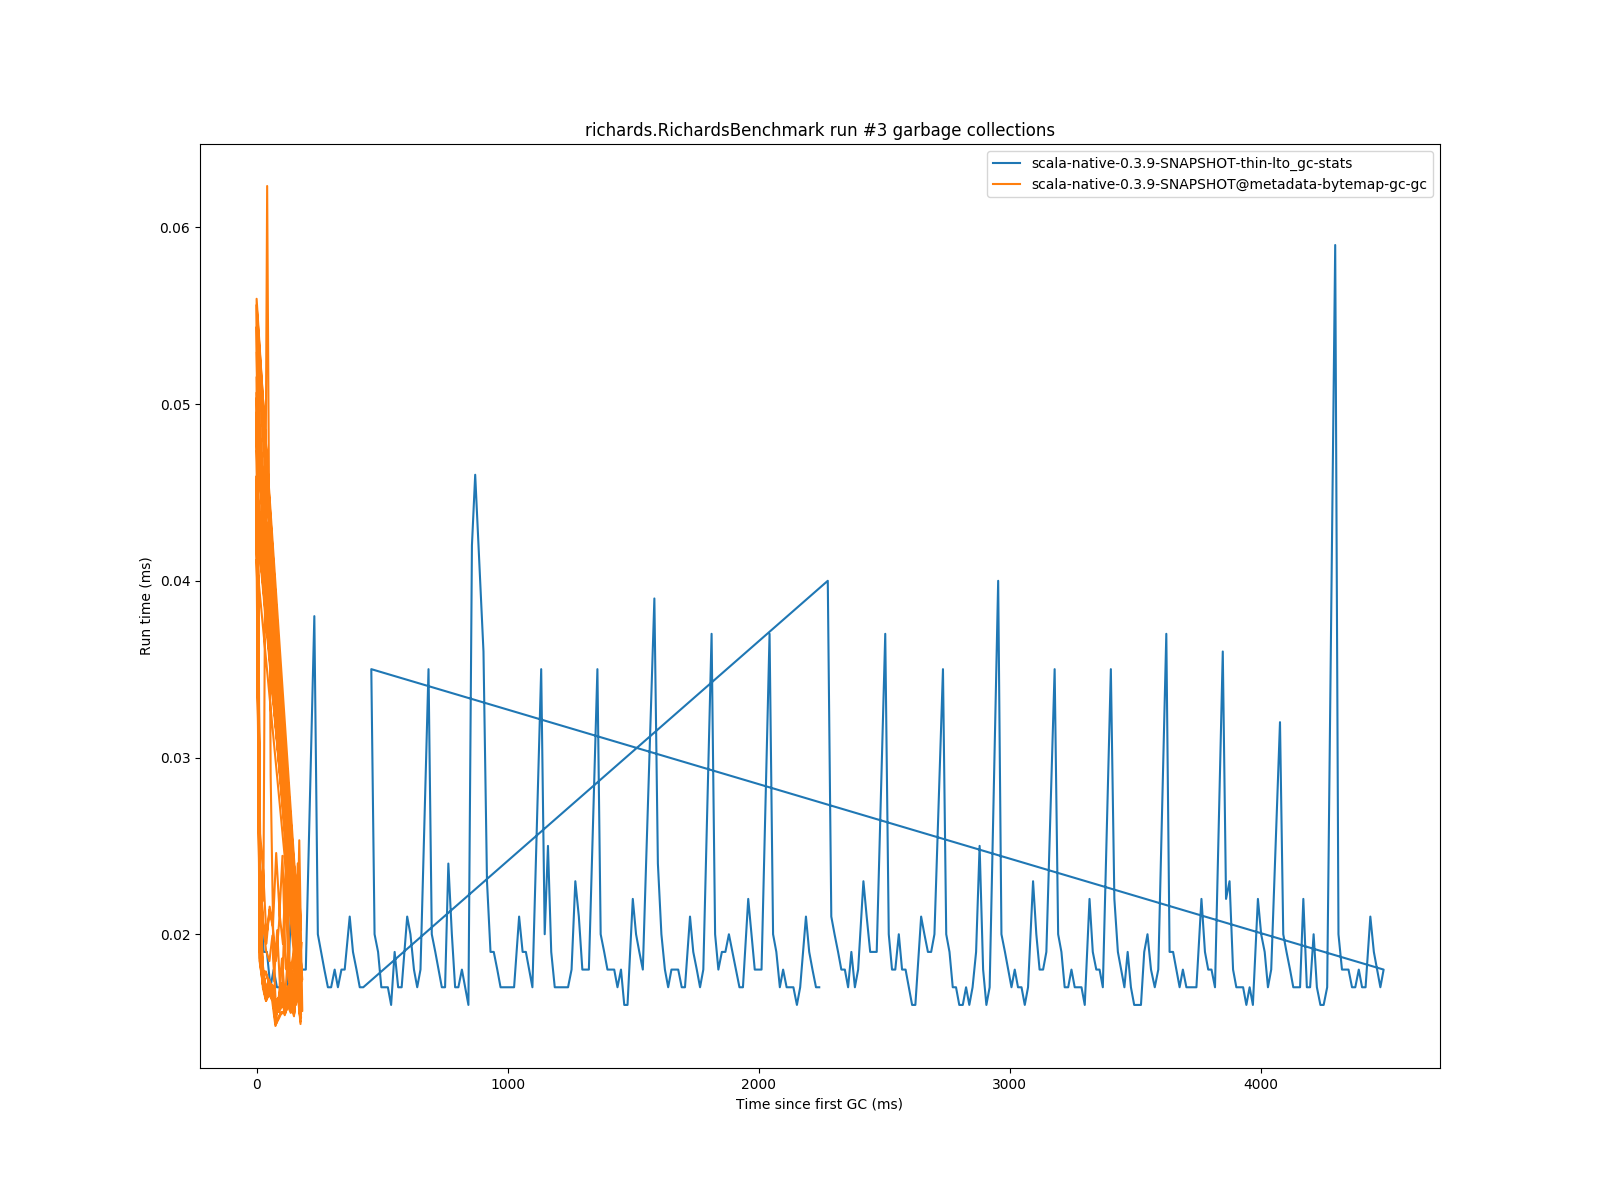 richards.RichardsBenchmark run #3 garbage collections
scala-native-0.3.9-SNAPSHOT-thin-lto_gc-stats
scala-native-0.3.9-SNAPSHOT@metadata-bytemap-gc-gc
0.06
0.05
0.04
0.03
0.02
Run time (ms)
0 1000 2000 3000 4000
Time since first GC (ms)